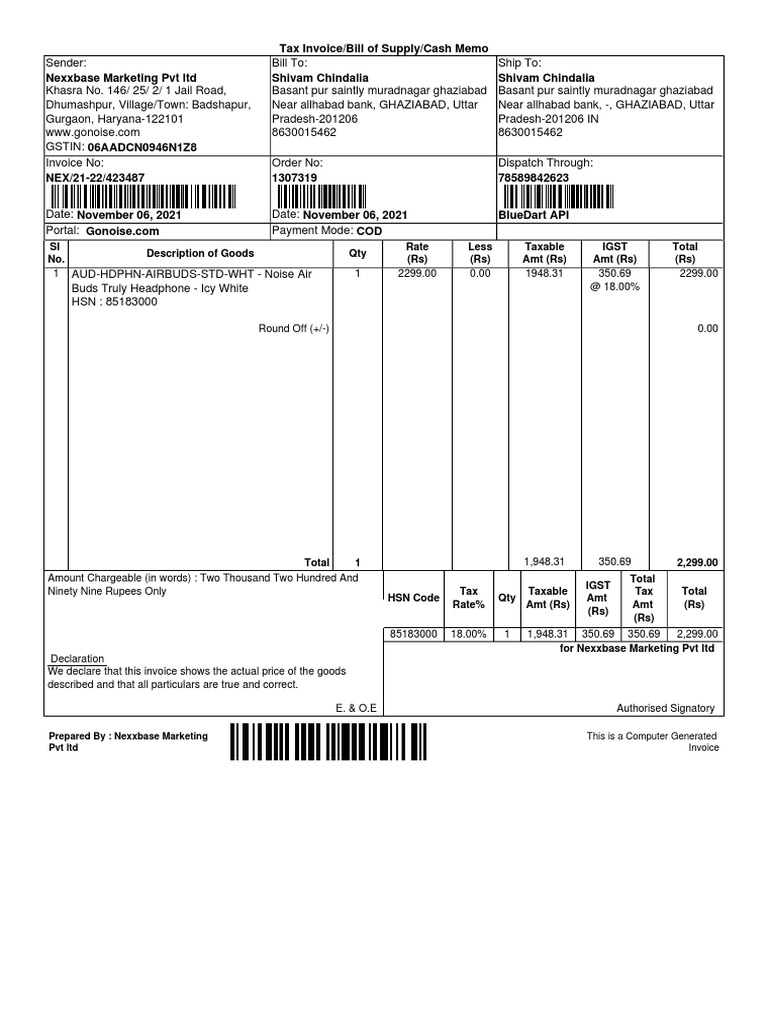 Tax Invoice/Bill of Supply/Cash Memo
Sender:
Nexxbase Marketing Pvt ltd
Khasra No. 146/ 25/ 2/ 1 Jail Road,
Dhumashpur, Village/Town: Badshapur,
Gurgaon, Haryana-122101
www.gonoise.com
GSTIN: 06AADCN0946N1Z8
Bill To:
Shivam Chindalia
Basant pur saintly muradnagar ghaziabad
Near allhabad bank, GHAZIABAD, Uttar
Pradesh-201206
8630015462
Ship To:
Shivam Chindalia
Basant pur saintly muradnagar ghaziabad
Near allhabad bank, -, GHAZIABAD, Uttar
Pradesh-201206 IN
8630015462
Invoice No:
NEX/21-22/423487
Date: November 06, 2021
Order No:
1307319
Date: November 06, 2021
Dispatch Through:
78589842623
BlueDart API
Portal: Gonoise.com
Payment Mode: COD
SI No. Description of Goods Qty Rate (Rs) Less (Rs) Taxable Amt (Rs) IGST Amt (Rs) Total (Rs)
1 AUD-HDPHN-AIRBUDS-STD-WHT - Noise Air 1 2299.00 0.00 1948.31 350.69 2299.00
Buds Truly Headphone - Icy White @ 18.00%
HSN : 85183000
Round Off (+/-) 0.00
Total 1 1,948.31 350.69 2,299.00
Amount Chargeable (in words) : Two Thousand Two Hundred And
Ninety Nine Rupees Only
HSN Code Tax Rate% Qty Taxable Amt (Rs) IGST Amt (Rs) Total Tax Amt (Rs) Total (Rs)
85183000 18.00% 1 1,948.31 350.69 350.69 2,299.00
for Nexxbase Marketing Pvt ltd
Declaration
We declare that this invoice shows the actual price of the goods
described and that all particulars are true and correct.
E. & O.E
Authorised Signatory
Prepared By : Nexxbase Marketing
Pvt ltd
This is a Computer Generated
Invoice